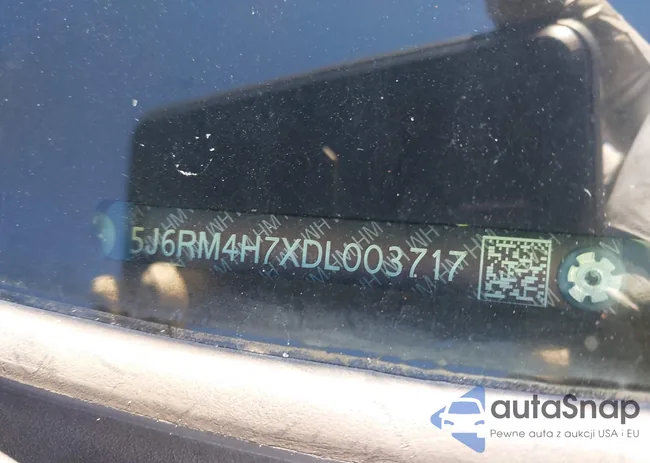 5J6RM4H7XDL003717
autaSnap
Pewne auta z aukcji USA i EU